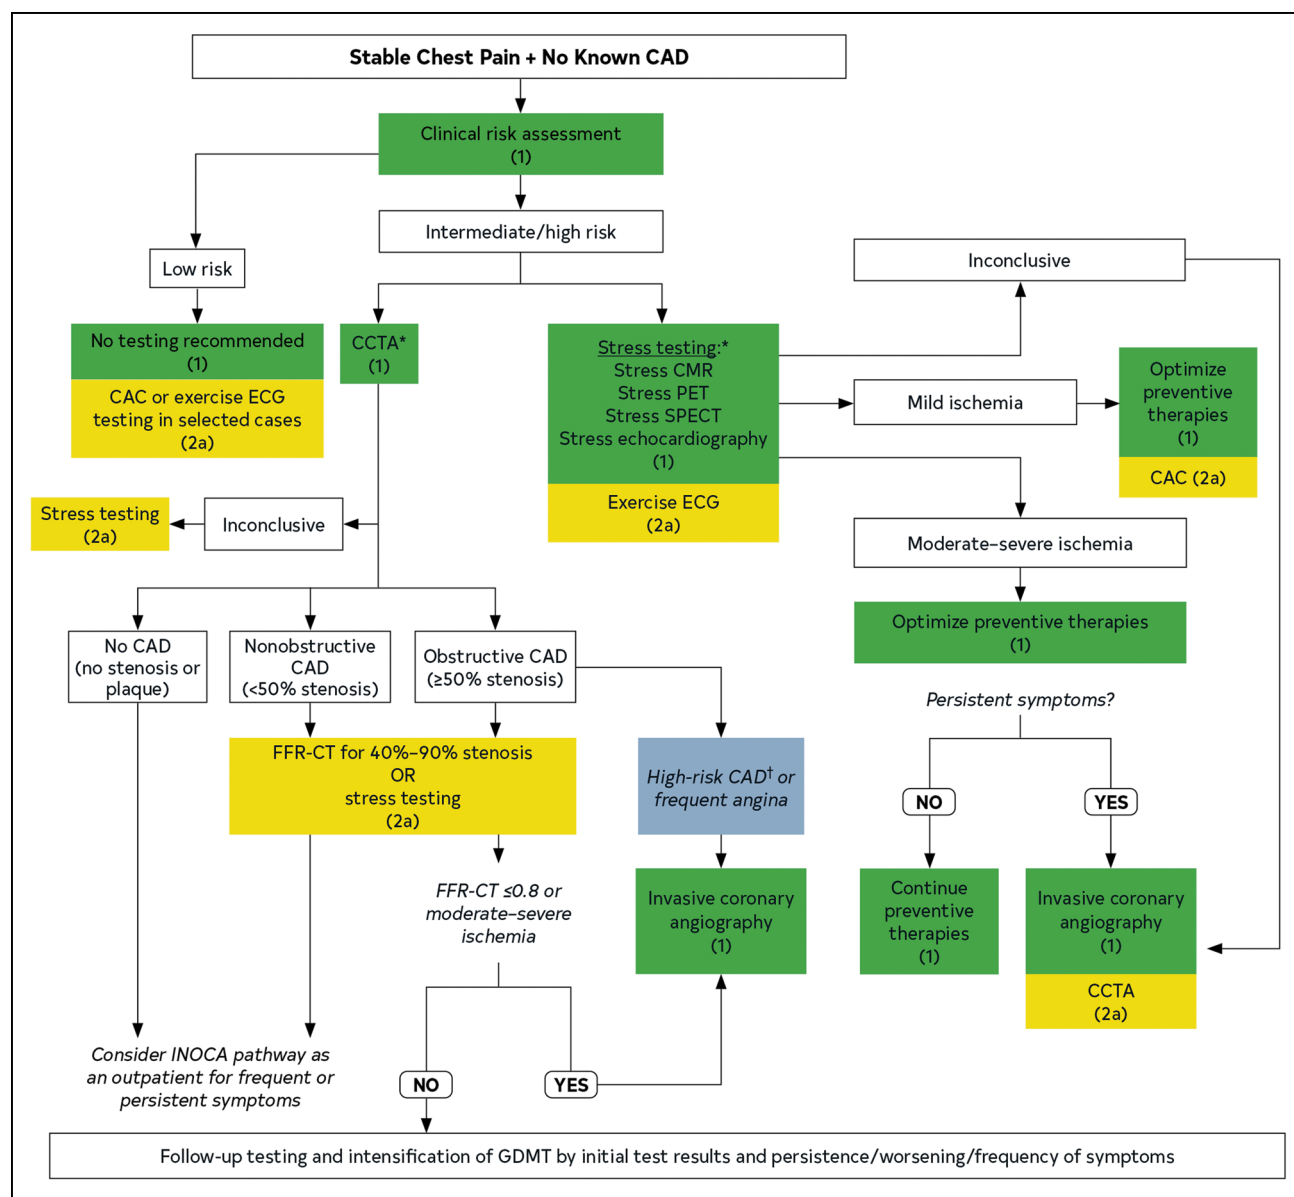 Stable Chest Pain + No Known CAD
Clinical risk assessment
(1)
Intermediate/high risk
Low risk
Inconclusive
No testing recommended
(1)
CAC or exercise ECG
testing in selected cases
(2a)
CCTA*
(1)
Stress testing:*
Stress CMR
Stress PET
Stress SPECT
Stress echocardiography
(1)
Exercise ECG
(2a)
Mild ischemia
Optimize
preventive
therapies
(1)
CAC (2a)
Stress testing
(2a)
Inconclusive
Moderate–severe ischemia
Optimize preventive therapies
(1)
No CAD
(no stenosis or
plaque)
Nonobstructive
CAD
(<50% stenosis)
Obstructive CAD
(≥50% stenosis)
Persistent symptoms?
FFR-CT for 40%–90% stenosis
OR
stress testing
(2a)
High-risk CAD† or
frequent angina
NO
YES
FFR-CT ≤0.8 or
moderate–severe
ischemia
Invasive coronary
angiography
(1)
Continue
preventive
therapies
(1)
Invasive coronary
angiography
(1)
CCTA
(2a)
Consider INOCA pathway as
an outpatient for frequent or
persistent symptoms
NO
YES
Follow-up testing and intensification of GDMT by initial test results and persistence/worsening/frequency of symptoms